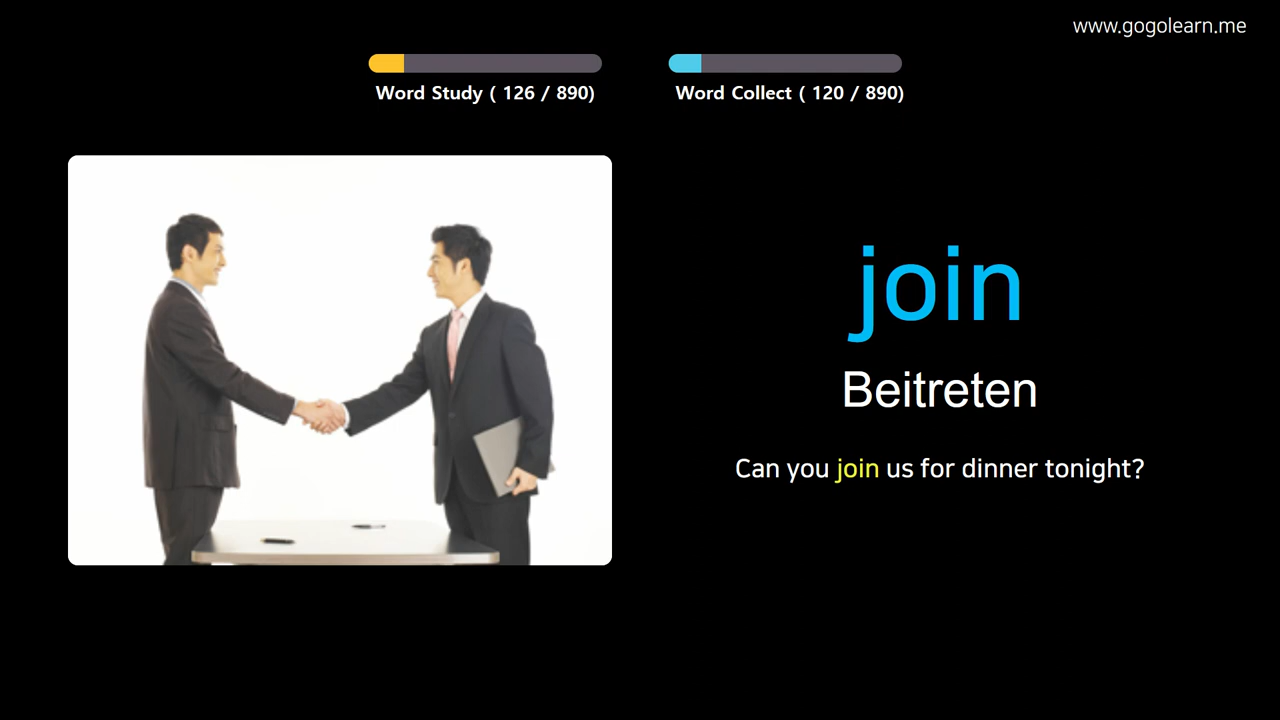 www.gogolearn.me
Word Study ( 126 / 890)
Word Collect ( 120 / 890)
join
Beitreten
Can you join us for dinner tonight?